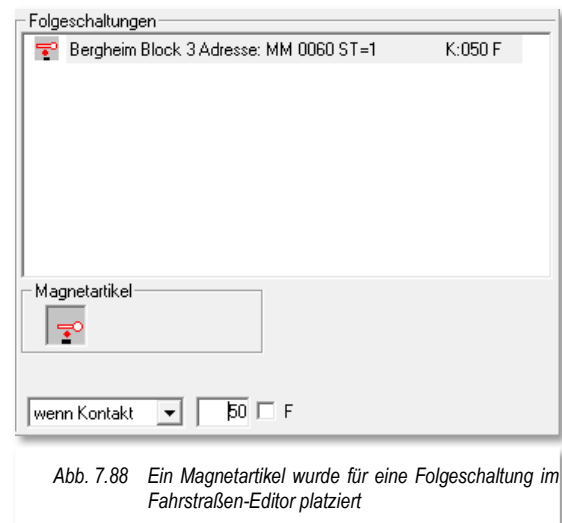 Folgeschaltungen
Bergheim Block 3 Adresse: MM 0060 ST=1 K:050 F
Magnetartikel
wenn Kontakt 50 F
Abb. 7.88 Ein Magnetartikel wurde für eine Folgeschaltung im
Fahrstraßen-Editor platziert